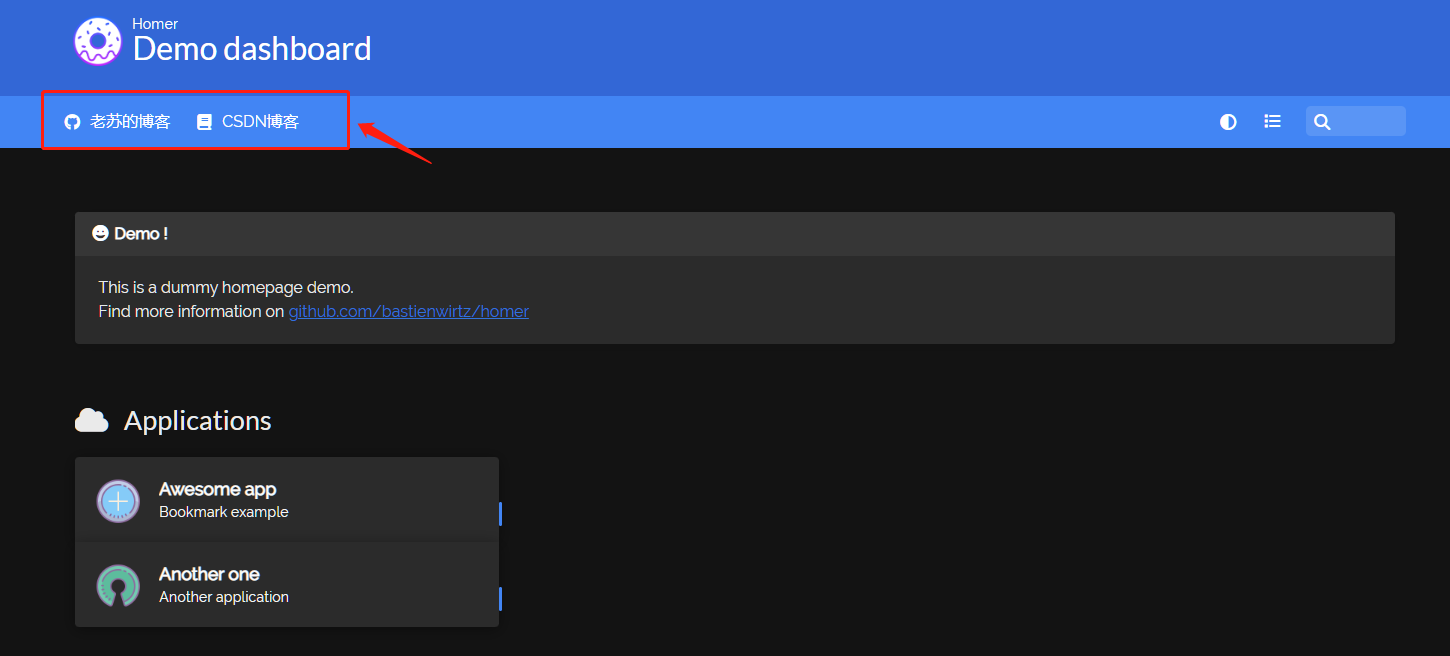 Homer
Demo dashboard
老苏的博客 CSDN博客
Demo !
This is a dummy homepage demo.
Find more information on github.com/bastienwirtz/homer
Applications
Awesome app
Bookmark example
Another one
Another application